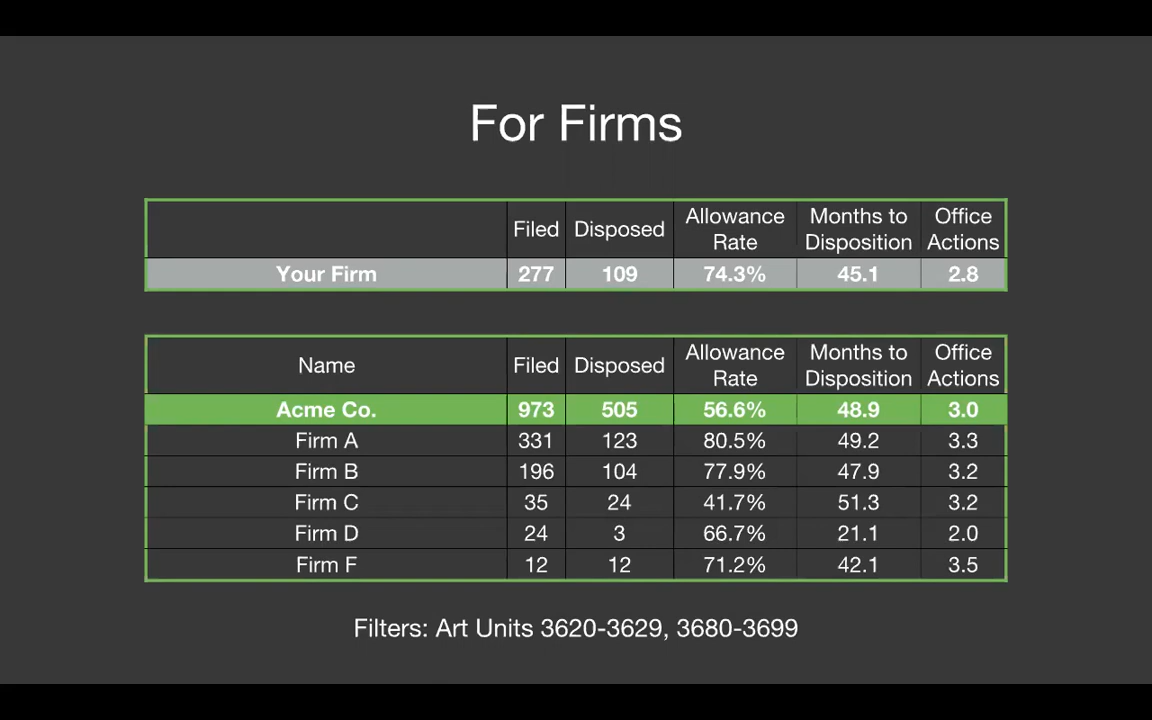 For Firms
Filed Disposed Allowance Rate Months to Disposition Office Actions
Your Firm 277 109 74.3% 45.1 2.8
Name Filed Disposed Allowance Rate Months to Disposition Office Actions
Acme Co. 973 505 56.6% 48.9 3.0
Firm A 331 123 80.5% 49.2 3.3
Firm B 196 104 77.9% 47.9 3.2
Firm C 35 24 41.7% 51.3 3.2
Firm D 24 3 66.7% 21.1 2.0
Firm F 12 12 71.2% 42.1 3.5
Filters: Art Units 3620-3629, 3680-3699